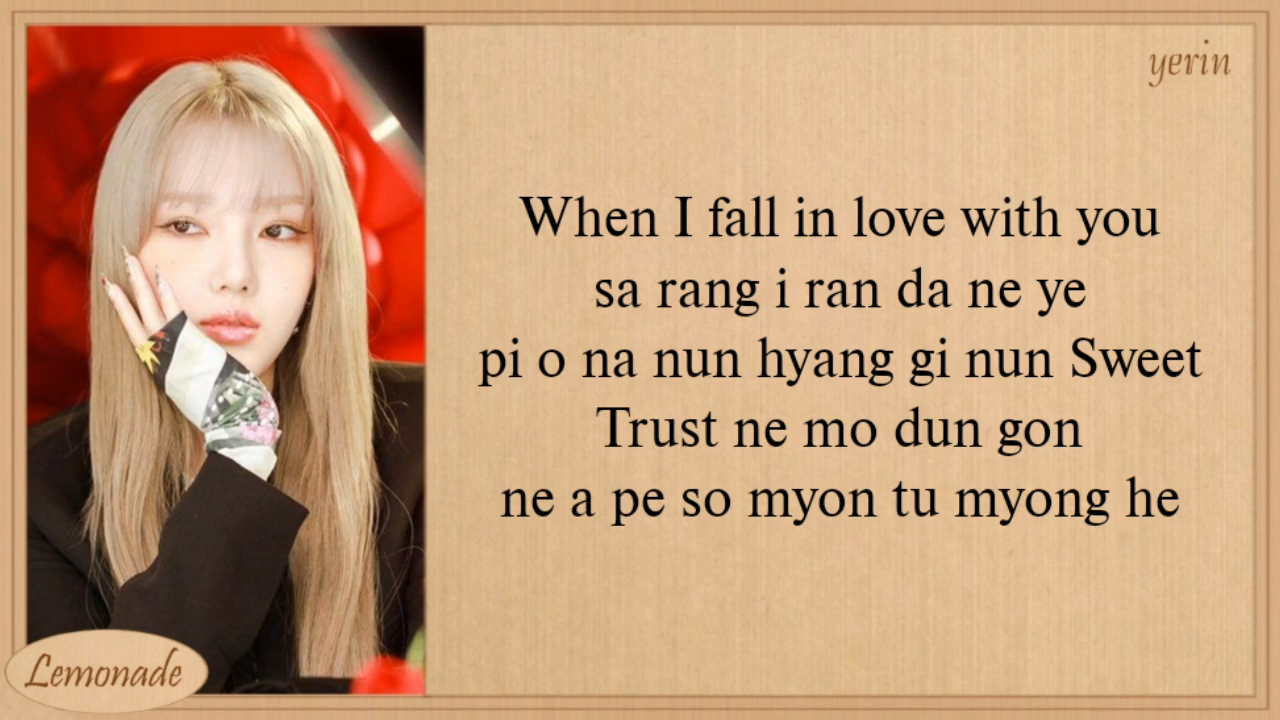 yerin
When I fall in love with you
sa rang i ran da ne ye
pi o na nun hyang gi nun Sweet
Trust ne mo dun gon
ne a pe so myon tu myong he
Lemonade